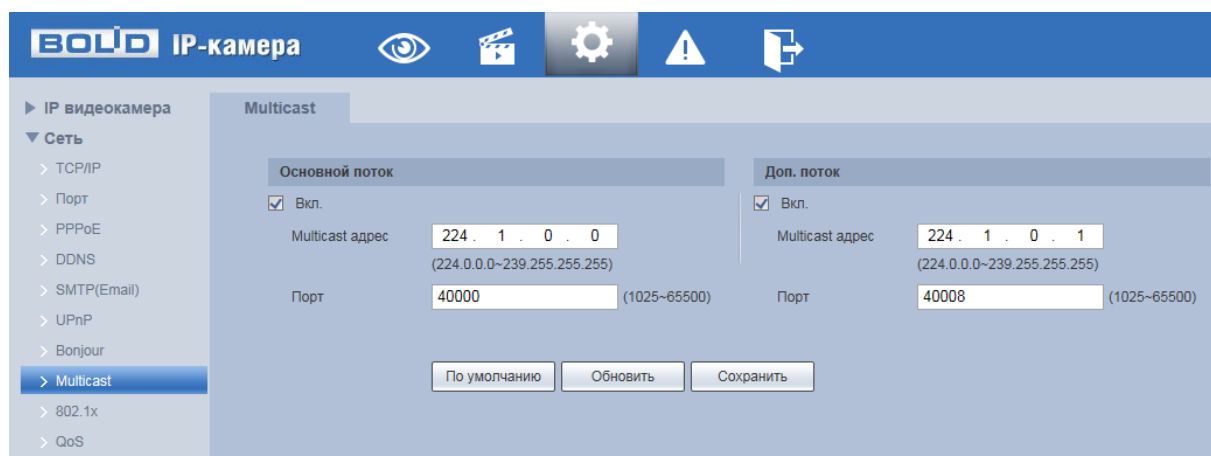 BOLID IP-камера
IP видеокамера
Сеть
TCP/IP
Порт
PPPoE
DDNS
SMTP(Email)
UPnP
Bonjour
Multicast
802.1x
QoS
Multicast
Основной поток
Вкл.
Multicast адрес 224 . 1 . 0 . 0
(224.0.0.0~239.255.255.255)
Порт 40000 (1025~65500)
Доп. поток
Вкл.
Multicast адрес 224 . 1 . 0 . 1
(224.0.0.0~239.255.255.255)
Порт 40008 (1025~65500)
По умолчанию Обновить Сохранить